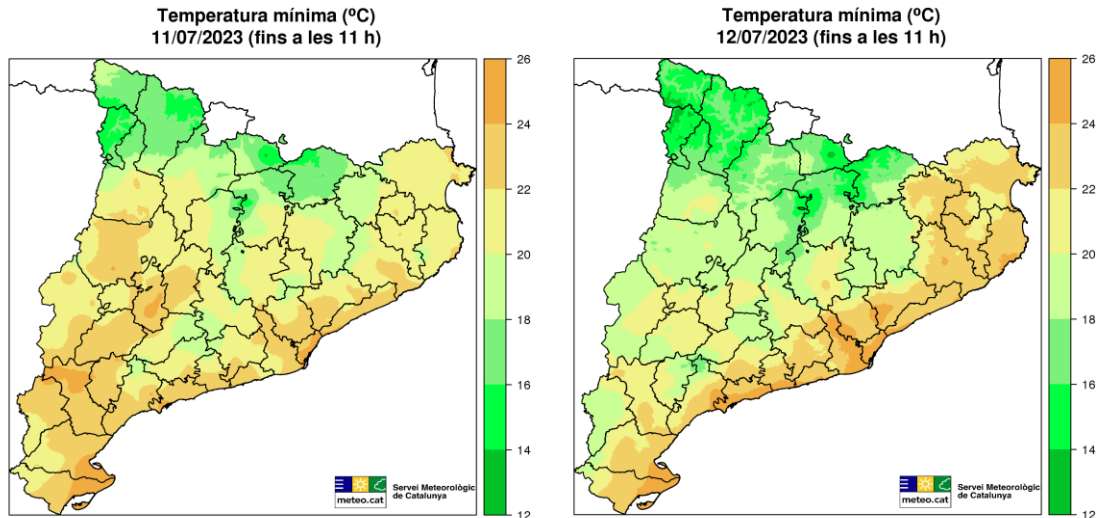 Temperatura mínima (ºC)
11/07/2023 (fins a les 11 h)
26
24
22
20
18
16
14
12
meteo.cat
Servei Meteorològic
de Catalunya
Temperatura mínima (ºC)
12/07/2023 (fins a les 11 h)
26
24
22
20
18
16
14
12
meteo.cat
Servei Meteorològic
de Catalunya